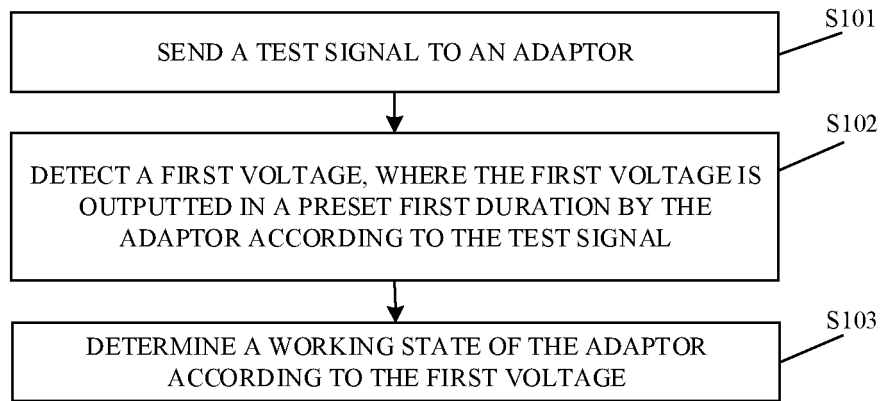 S101
SEND A TEST SIGNAL TO AN ADAPTOR
S102
DETECT A FIRST VOLTAGE, WHERE THE FIRST VOLTAGE IS
OUTPUTTED IN A PRESET FIRST DURATION BY THE
ADAPTOR ACCORDING TO THE TEST SIGNAL
S103
DETERMINE A WORKING STATE OF THE ADAPTOR
ACCORDING TO THE FIRST VOLTAGE